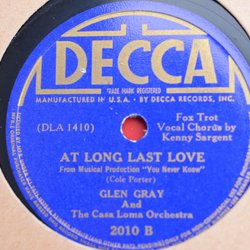 DECCA
TRADE MARK REGISTERED
MANUFACTURED IN U.S.A. • BY DECCA RECORDS, INC.
(DLA 1410)
Fox Trot
Vocal Chorus by
Kenny Sargent
AT LONG LAST LOVE
From Musical Production "You Never Know"
(Cole Porter)
GLEN GRAY
And
The Casa Loma Orchestra
2010 B